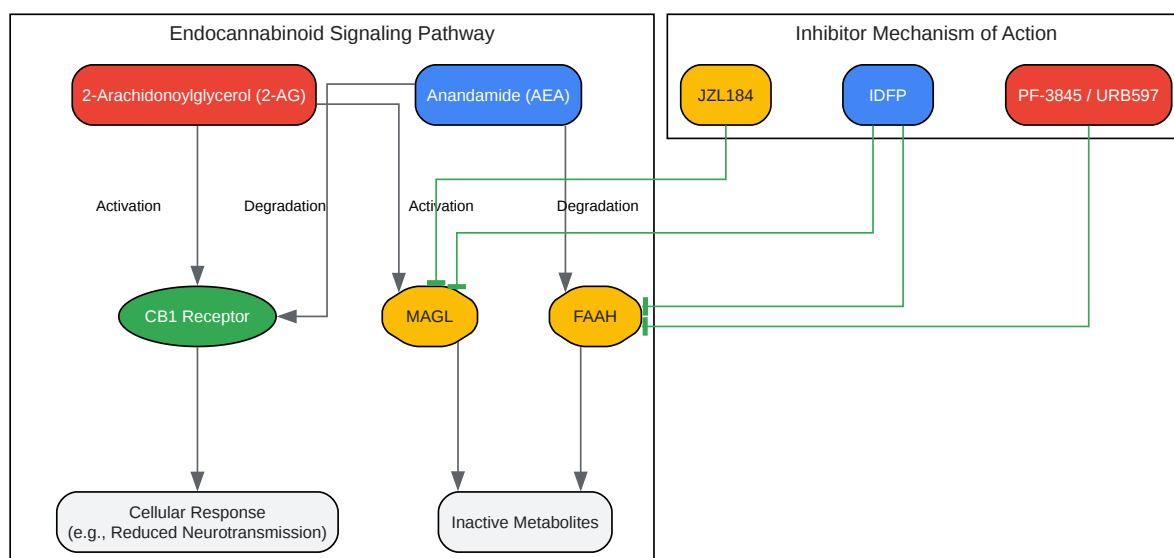 Endocannabinoid Signaling Pathway
Inhibitor Mechanism of Action
2-Arachidonoylglycerol (2-AG)
Anandamide (AEA)
JZL184
IDFP
PF-3845 / URB597
Activation
Degradation
Activation
Degradation
CB1 Receptor
MAGL
FAAH
Cellular Response
(e.g., Reduced Neurotransmission)
Inactive Metabolites